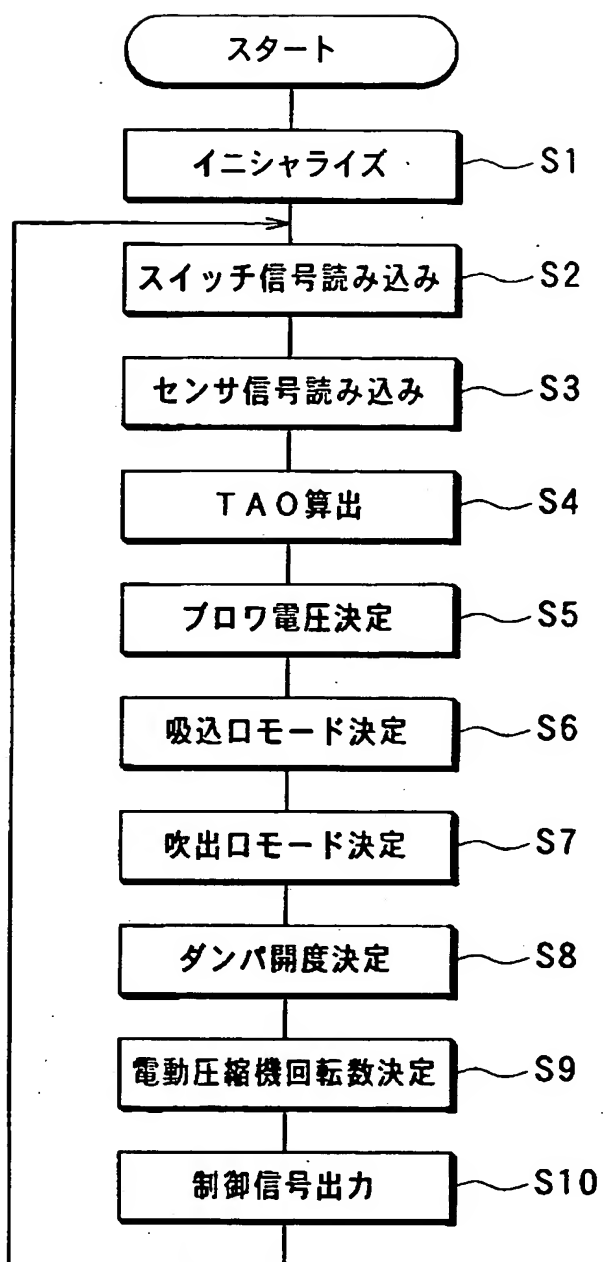 スタート
イニシャライズ S1
スイッチ信号読み込み S2
センサ信号読み込み S3
TAO算出 S4
ブロワ電圧決定 S5
吸込口モード決定 S6
吹出口モード決定 S7
ダンパ開度決定 S8
電動圧縮機回転数決定 S9
制御信号出力 S10